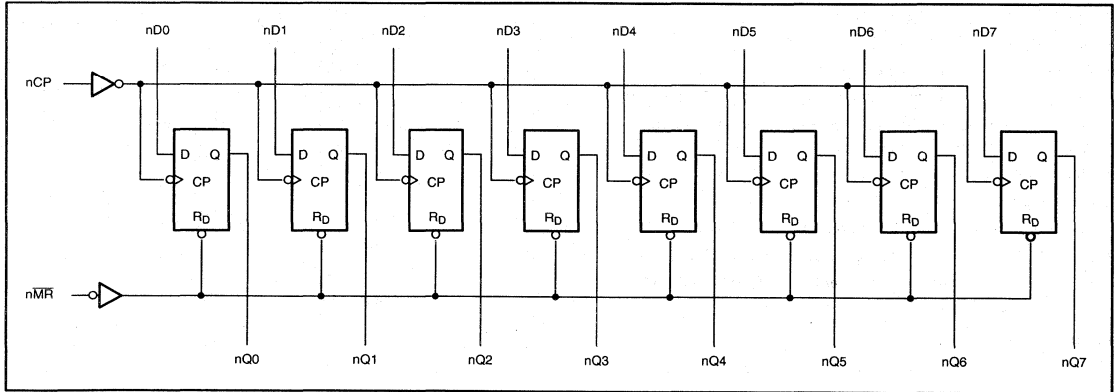 nD0 nD1 nD2 nD3 nD4 nD5 nD6 nD7
nCP
D Q D Q D Q D Q D Q D Q D Q D Q
CP CP CP CP CP CP CP CP
RD RD RD RD RD RD RD RD
nM̅R̅
nQ0 nQ1 nQ2 nQ3 nQ4 nQ5 nQ6 nQ7